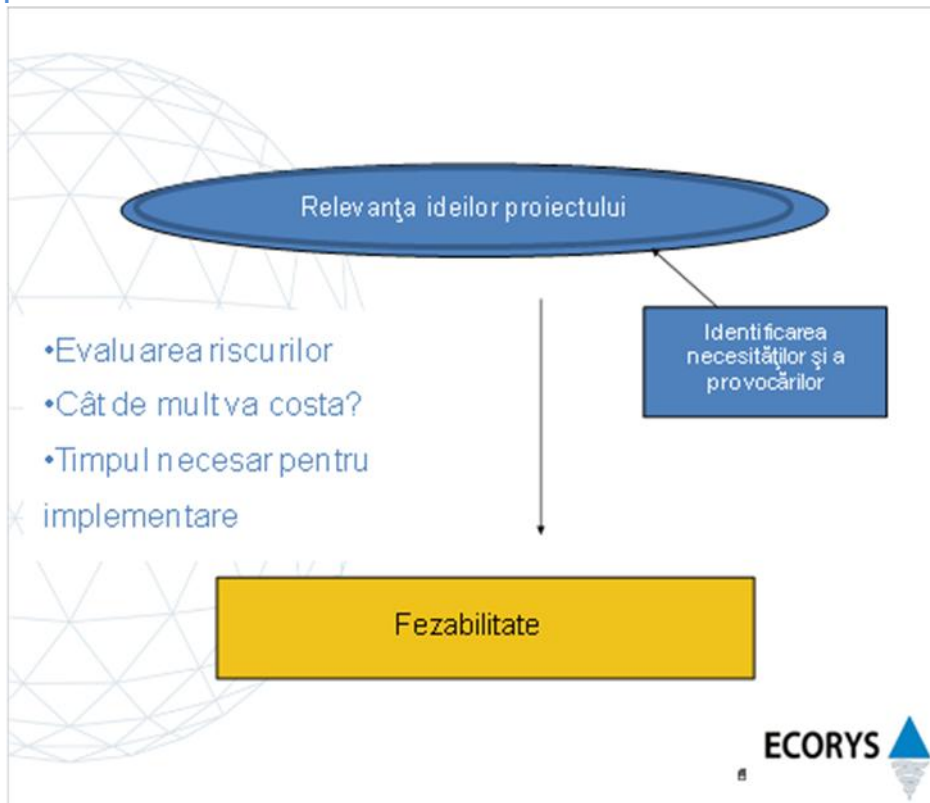 Relevanţa ideilor proiectului
Identificarea
necesităţilor şi a
provocărilor
•Evaluarea riscurilor
•Cât de mult va costa?
•Timpul necesar pentru
implementare
Fezabilitate
ECORYS